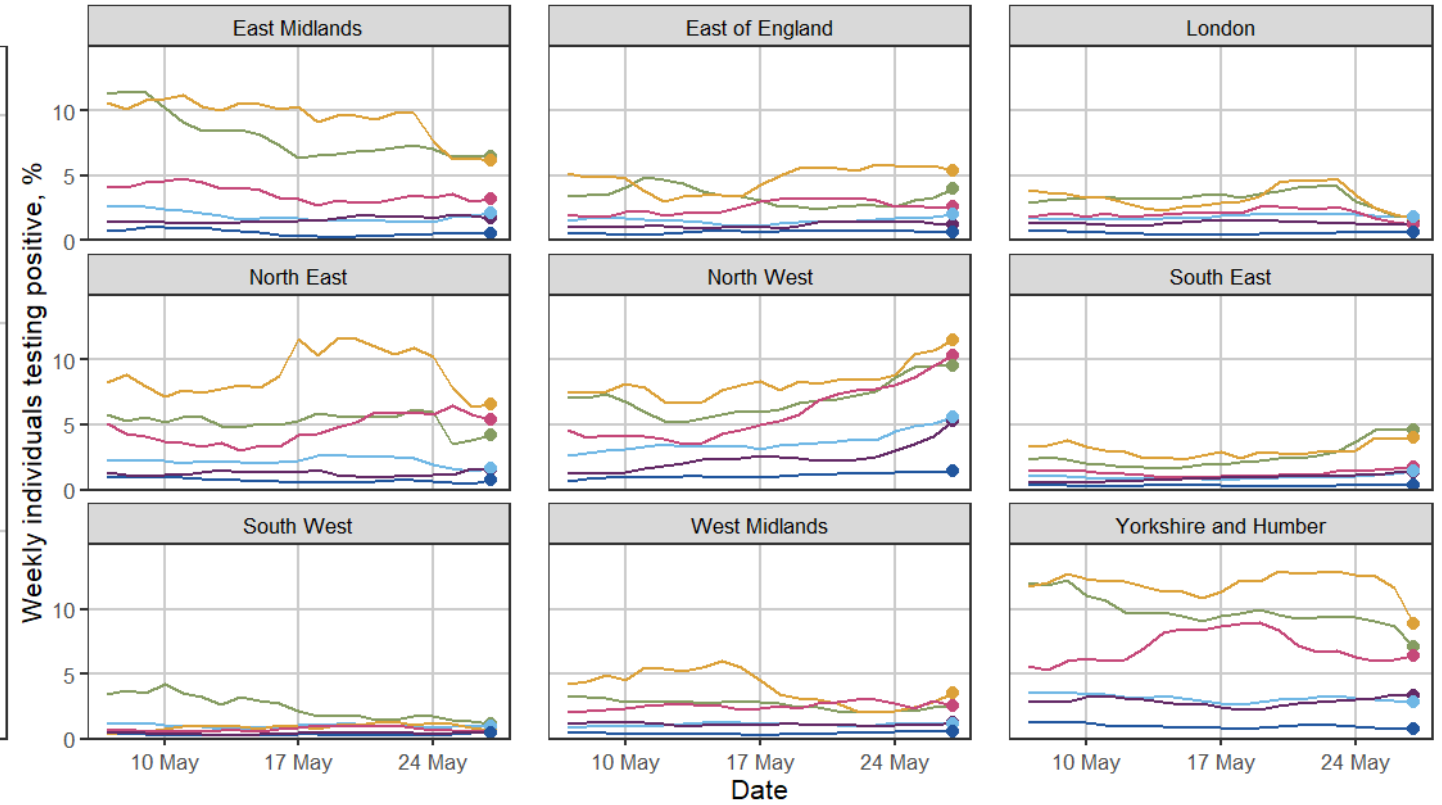 Weekly individuals testing positive, %
East Midlands
East of England
London
10
5
0
North East
North West
South East
10
5
0
South West
West Midlands
Yorkshire and Humber
10
5
0
10 May 17 May 24 May
10 May 17 May 24 May
10 May 17 May 24 May
Date